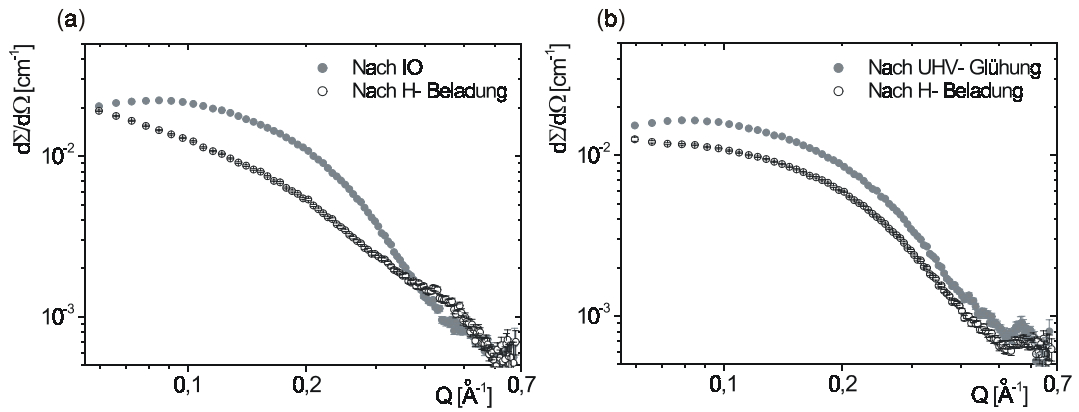 (a)
dΣ/dΩ [cm⁻¹]
Nach IO
Nach H- Beladung
10⁻²
10⁻³
0,1
0,2
0,7
Q [Å⁻¹]
(b)
dΣ/dΩ [cm⁻¹]
Nach UHV- Glühung
Nach H- Beladung
10⁻²
10⁻³
0,1
0,2
0,7
Q [Å⁻¹]